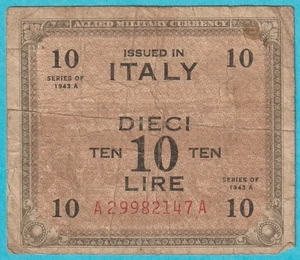 ALLIED MILITARY CURRENCY
10 ISSUED IN 10
SERIES OF
1943 A
ITALY
DIECI
TEN 10 TEN
LIRE
SERIES OF
1943 A
10 A29982147A 10